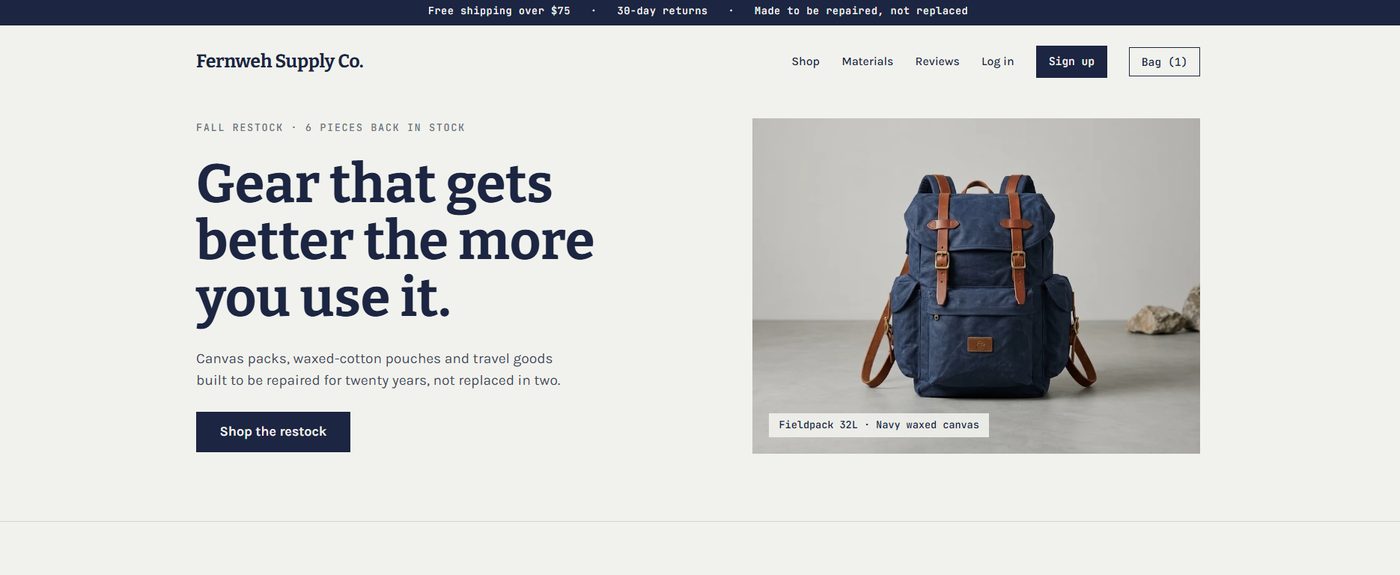 Free shipping over $75 · 30-day returns · Made to be repaired, not replaced
Fernweh Supply Co.
Shop Materials Reviews Log in Sign up Bag (1)
FALL RESTOCK · 6 PIECES BACK IN STOCK
Gear that gets
better the more
you use it.
Canvas packs, waxed-cotton pouches and travel goods
built to be repaired for twenty years, not replaced in two.
Shop the restock
Fieldpack 32L · Navy waxed canvas